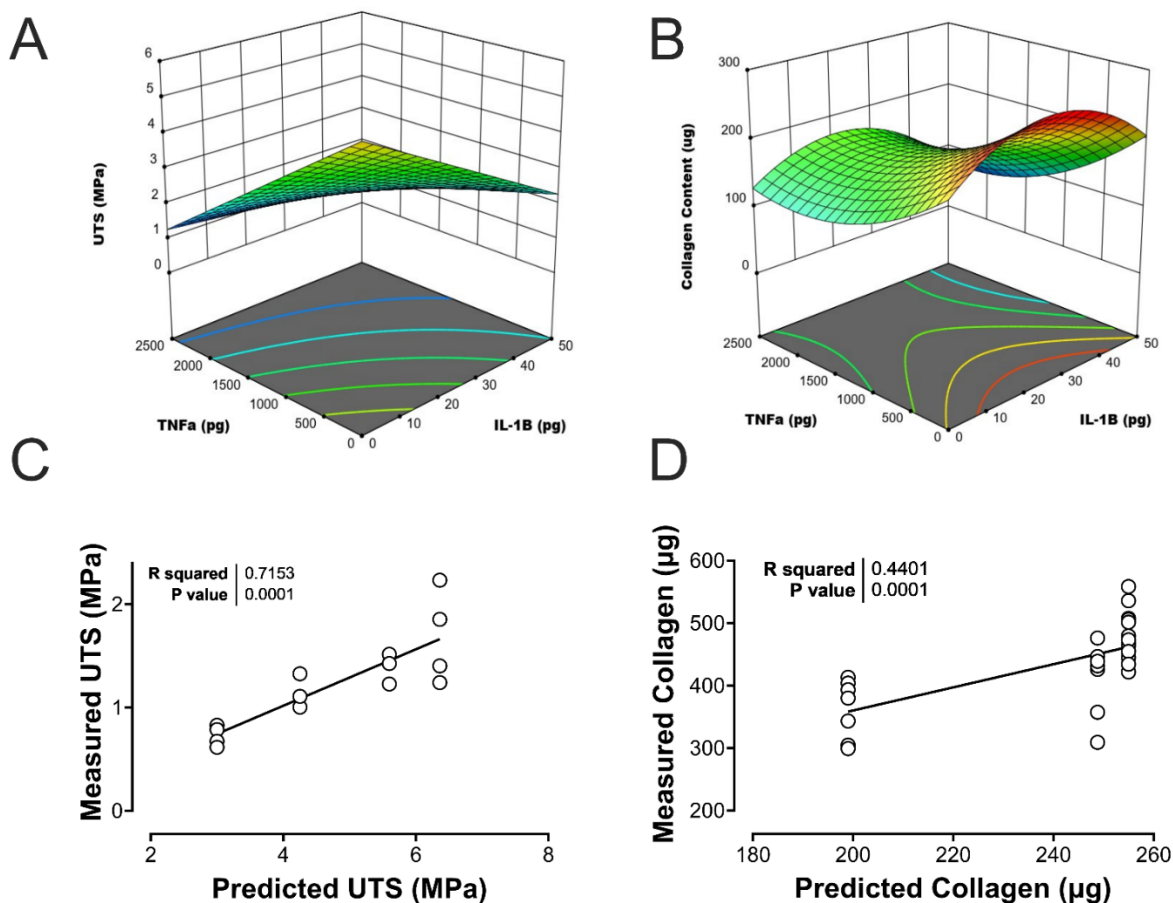 A
6
5
4
3
2
1
0
UTS (MPa)
2500
2000
1500
1000
500
0
0
10
20
30
40
50
TNFa (pg)
IL-1B (pg)
B
300
200
100
0
Collagen Content (ug)
2500
2000
1500
1000
500
0
0
10
20
30
40
50
TNFa (pg)
IL-1B (pg)
C
R squared 0.7153
P value 0.0001
Measured UTS (MPa)
2
1
0
2 4 6 8
Predicted UTS (MPa)
D
R squared 0.4401
P value 0.0001
Measured Collagen (µg)
600
500
400
300
200
180 200 220 240 260
Predicted Collagen (µg)